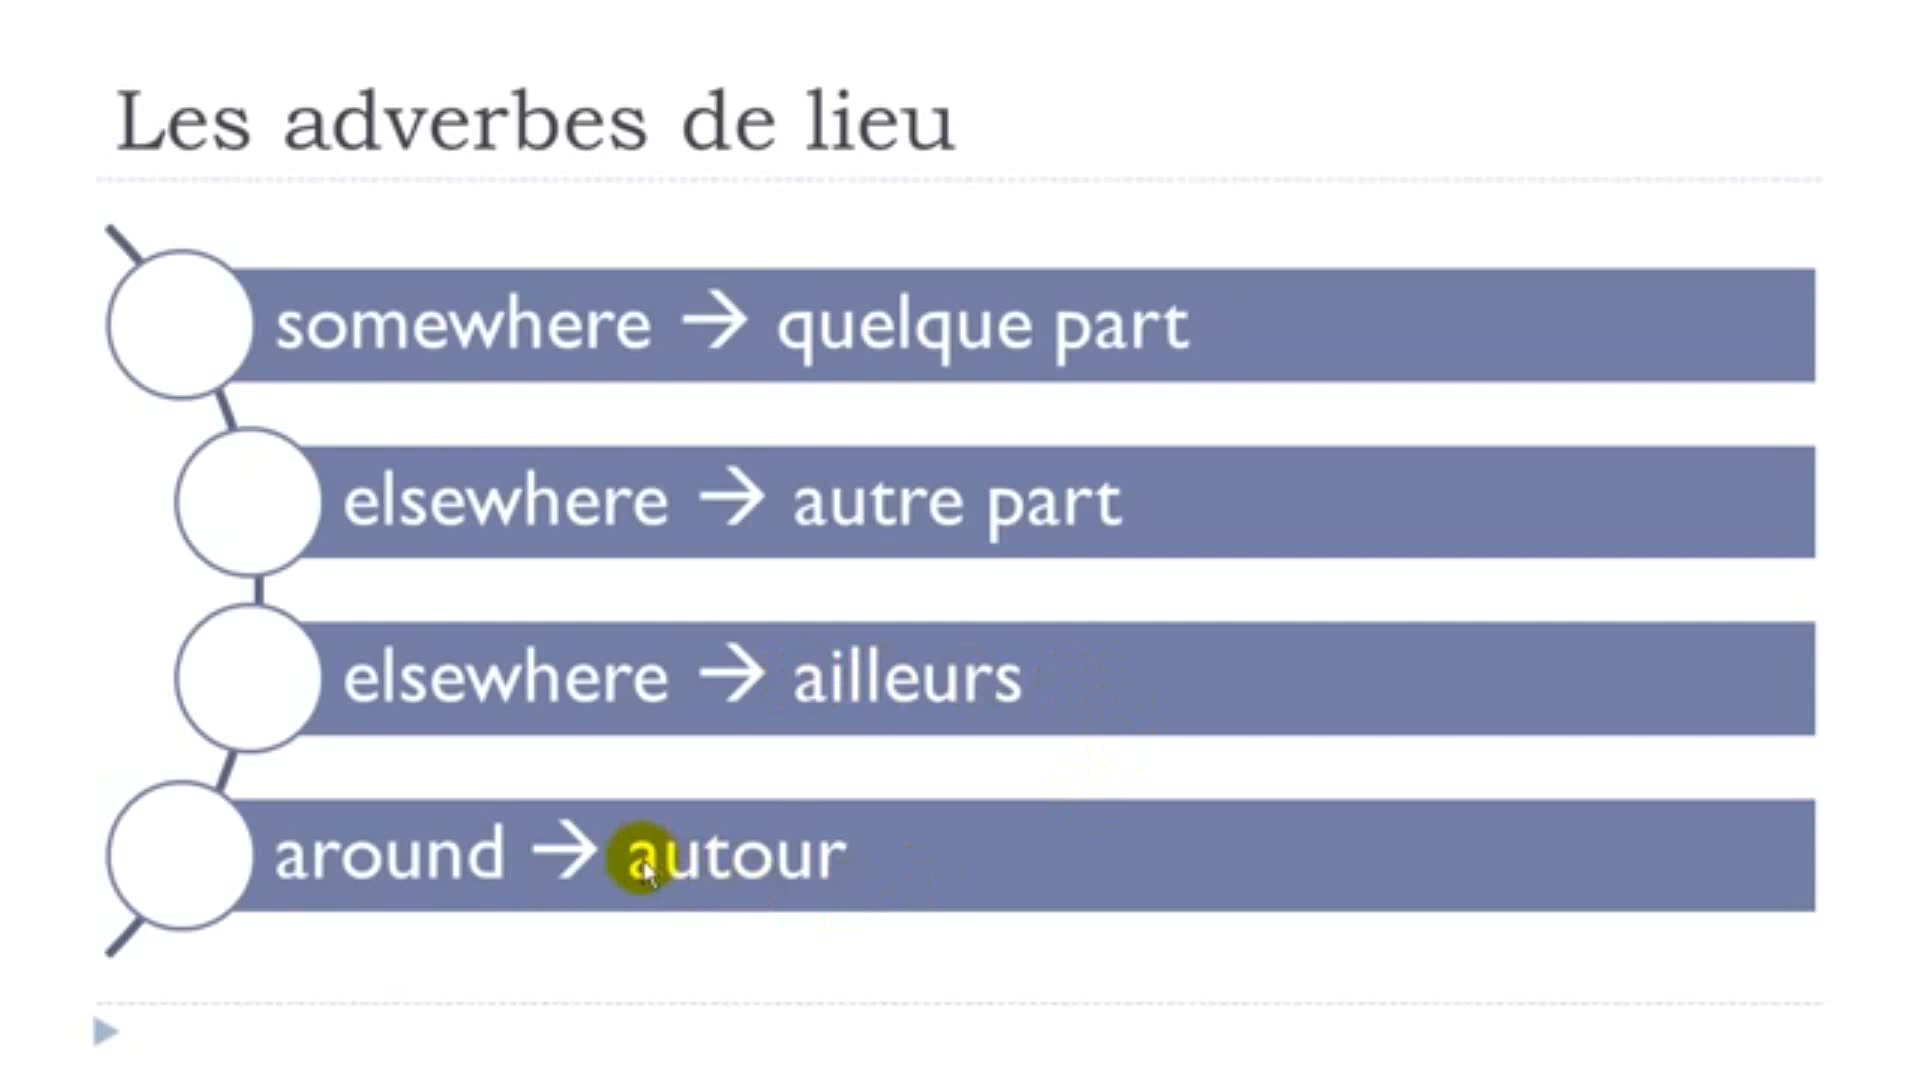 Les adverbes de lieu
somewhere → quelque part
elsewhere → autre part
elsewhere → ailleurs
around → autour